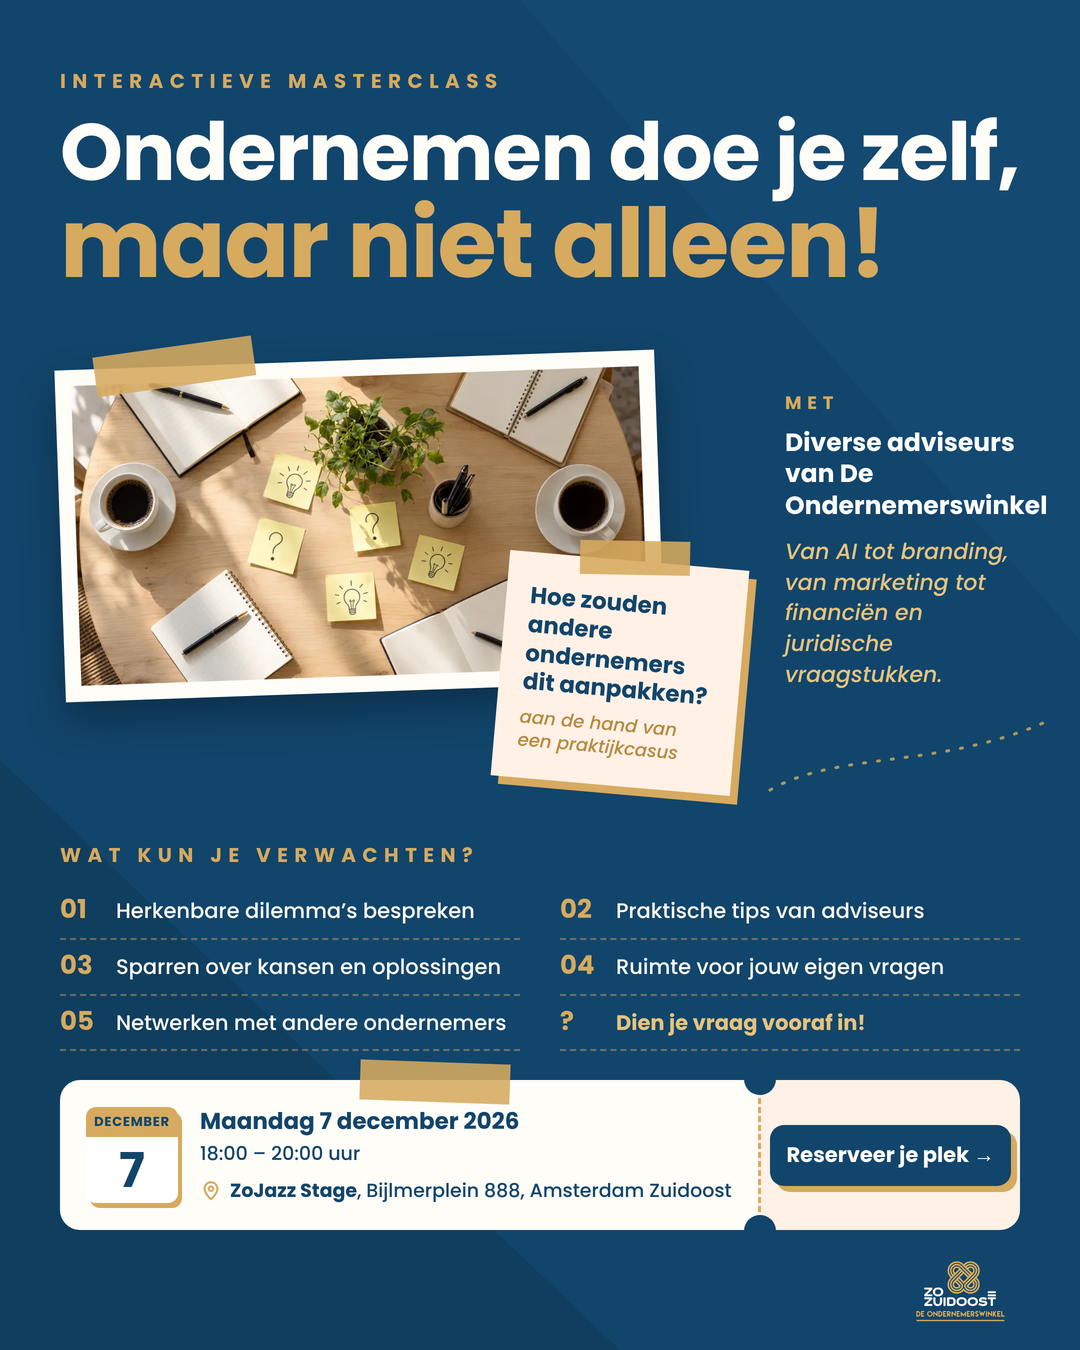 INTERACTIEVE MASTERCLASS
Ondernemen doe je zelf,
maar niet alleen!
MET
Diverse adviseurs
van De
Ondernemerswinkel
Van AI tot branding,
van marketing tot
financiën en
juridische
vraagstukken.
?
?
Hoe zouden
andere
ondernemers
dit aanpakken?
aan de hand van
een praktijkcasus
WAT KUN JE VERWACHTEN?
01 Herkenbare dilemma’s bespreken
02 Praktische tips van adviseurs
03 Sparren over kansen en oplossingen
04 Ruimte voor jouw eigen vragen
05 Netwerken met andere ondernemers
? Dien je vraag vooraf in!
DECEMBER
7
Maandag 7 december 2026
18:00 – 20:00 uur
ZoJazz Stage, Bijlmerplein 888, Amsterdam Zuidoost
Reserveer je plek →
ZO
ZUIDOOST
DE ONDERNEMERSWINKEL